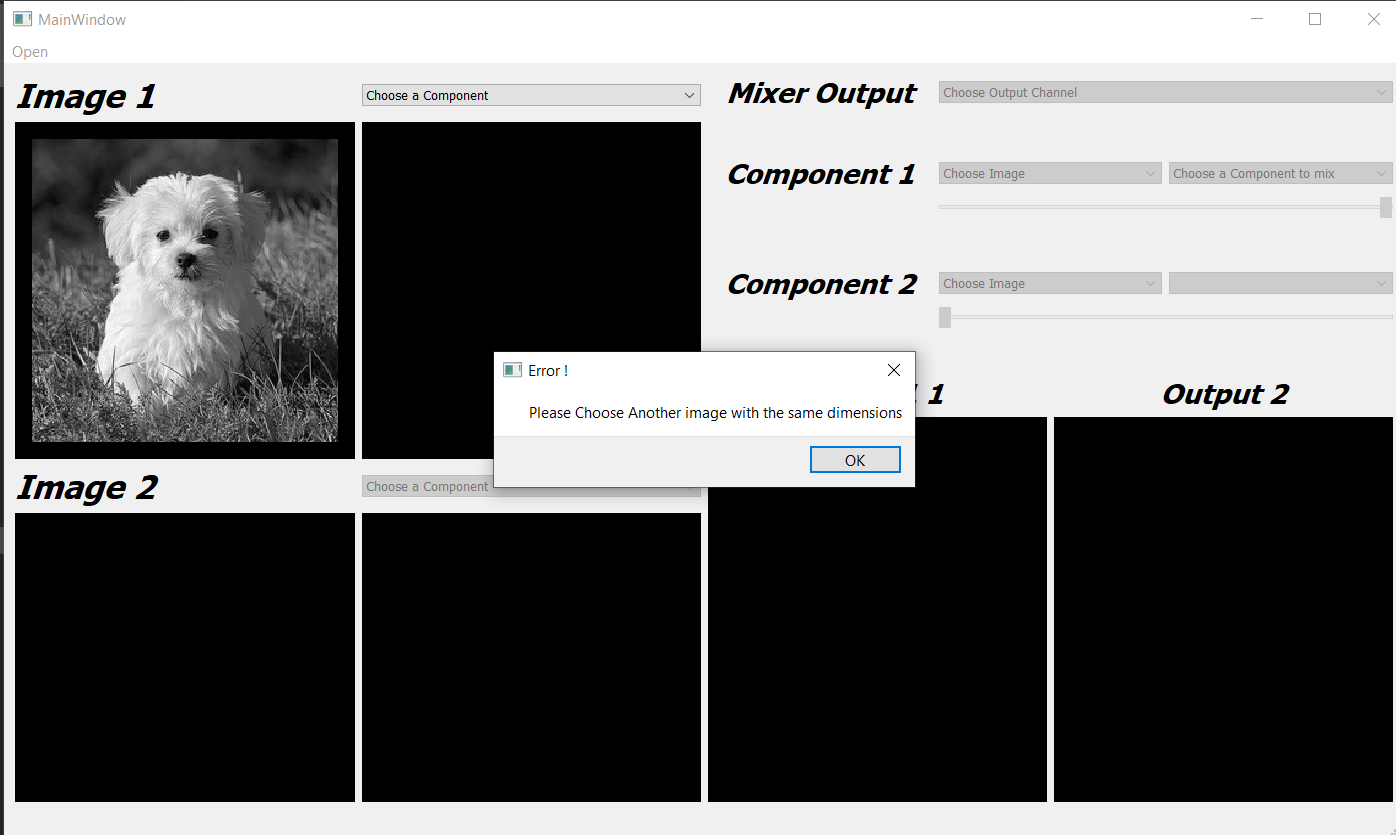 MainWindow
Open
Image 1
Choose a Component
Mixer Output
Choose Output Channel
Component 1
Choose Image
Choose a Component to mix
Component 2
Choose Image
Error !
Please Choose Another image with the same dimensions
OK
1
Output 2
Image 2
Choose a Component